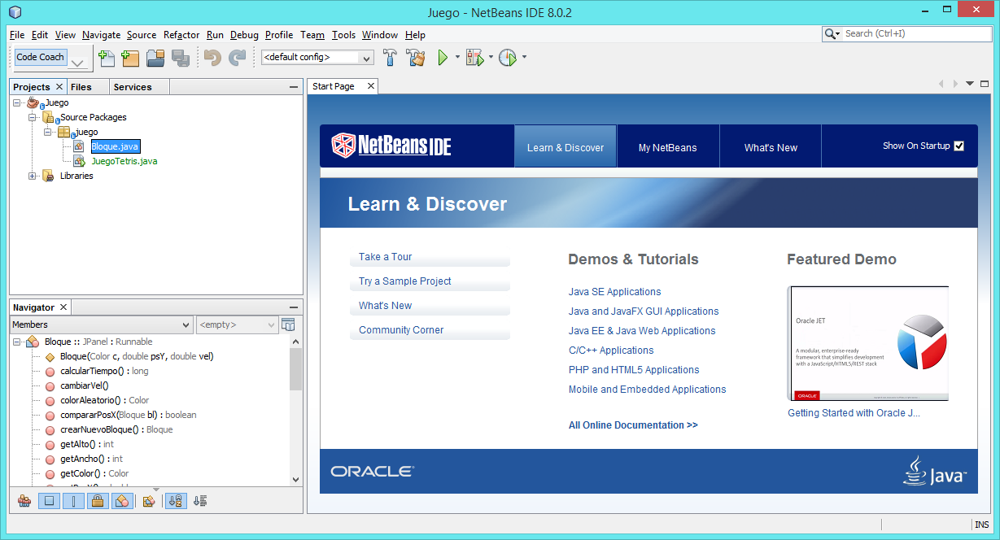 Juego - NetBeans IDE 8.0.2
File Edit View Navigate Source Refactor Run Debug Profile Team Tools Window Help
Search (Ctrl+I)
Code Coach
<default config>
Projects
Files
Services
Juego
Source Packages
juego
Bloque.java
JuegoTetris.java
Libraries
Navigator
Members
<empty>
Bloque :: JPanel : Runnable
Bloque(Color c, double psY, double vel)
calcularTiempo() : long
cambiarVel()
colorAleatorio() : Color
compararPosX(Bloque bl) : boolean
crearNuevoBloque() : Bloque
getAlto() : int
getAncho() : int
getColor() : Color
Start Page
NetBeans IDE
Learn & Discover
My NetBeans
What's New
Show On Startup
Learn & Discover
Take a Tour
Try a Sample Project
What's New
Community Corner
Demos & Tutorials
Java SE Applications
Java and JavaFX GUI Applications
Java EE & Java Web Applications
C/C++ Applications
PHP and HTML5 Applications
Mobile and Embedded Applications
All Online Documentation >>
Featured Demo
Oracle JET
A modular, enterprise-ready
framework that simplifies development
with a JavaScript/HTML5/REST stack
ORACLE
Getting Started with Oracle J...
ORACLE
Java™
INS